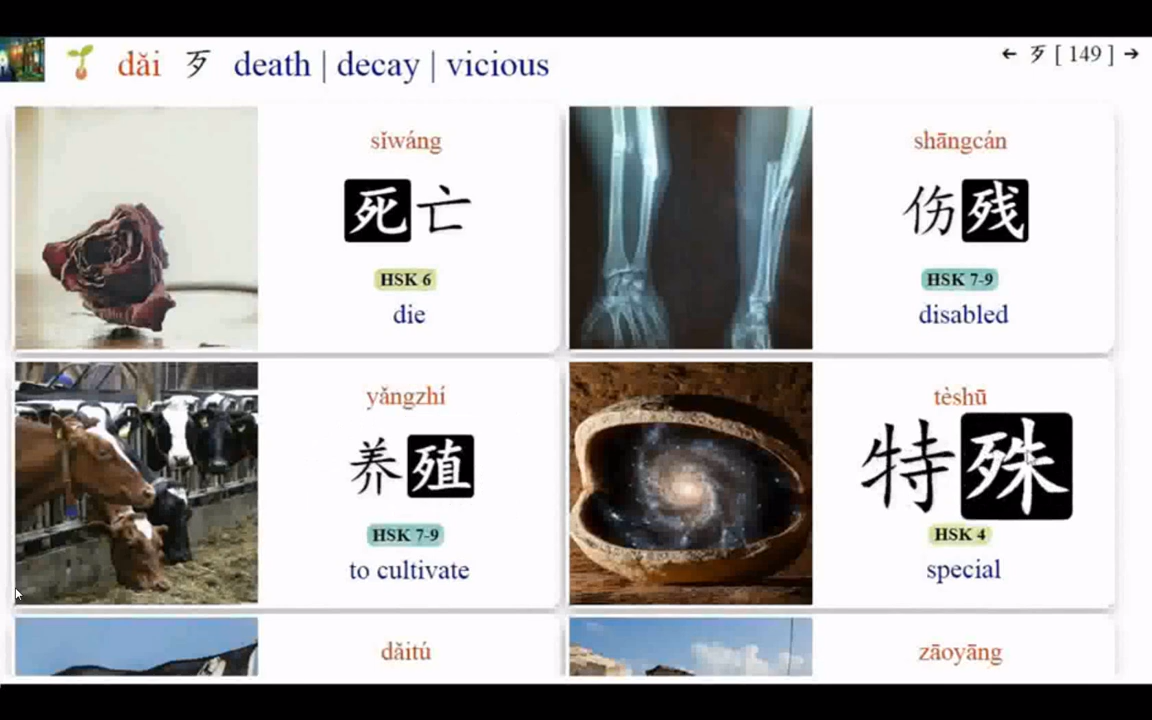 dǎi 歹 death | decay | vicious
← 歹 [ 149 ] →
sǐwáng
死亡
HSK 6
die
shāngcán
伤残
HSK 7-9
disabled
yǎngzhí
养殖
HSK 7-9
to cultivate
tèshū
特殊
HSK 4
special
dǎitú
zāoyāng